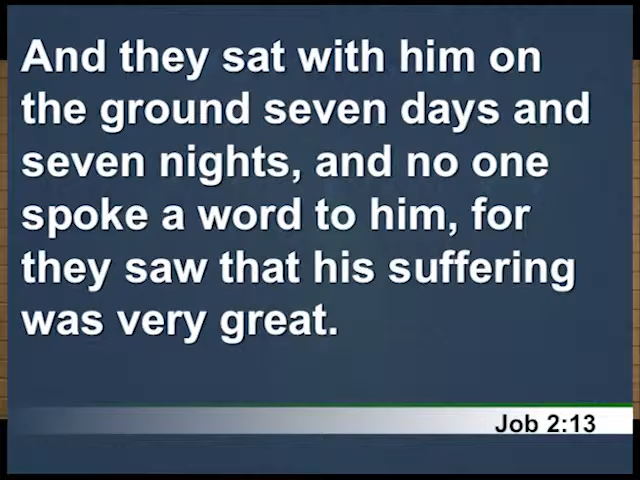 And they sat with him on
the ground seven days and
seven nights, and no one
spoke a word to him, for
they saw that his suffering
was very great.
Job 2:13